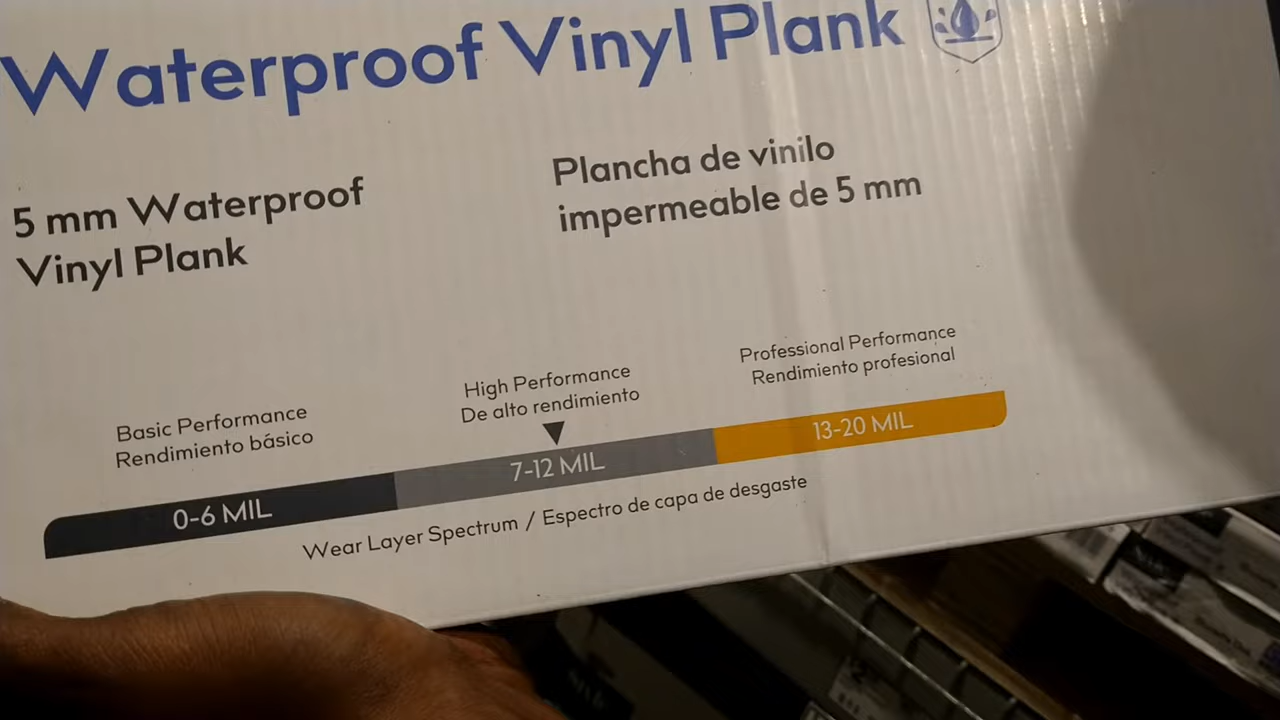 Waterproof Vinyl Plank
5 mm Waterproof
Vinyl Plank
Plancha de vinilo
impermeable de 5 mm
Basic Performance
Rendimiento básico
High Performance
De alto rendimiento
Professional Performance
Rendimiento profesional
0-6 MIL
7-12 MIL
13-20 MIL
Wear Layer Spectrum / Espectro de capa de desgaste